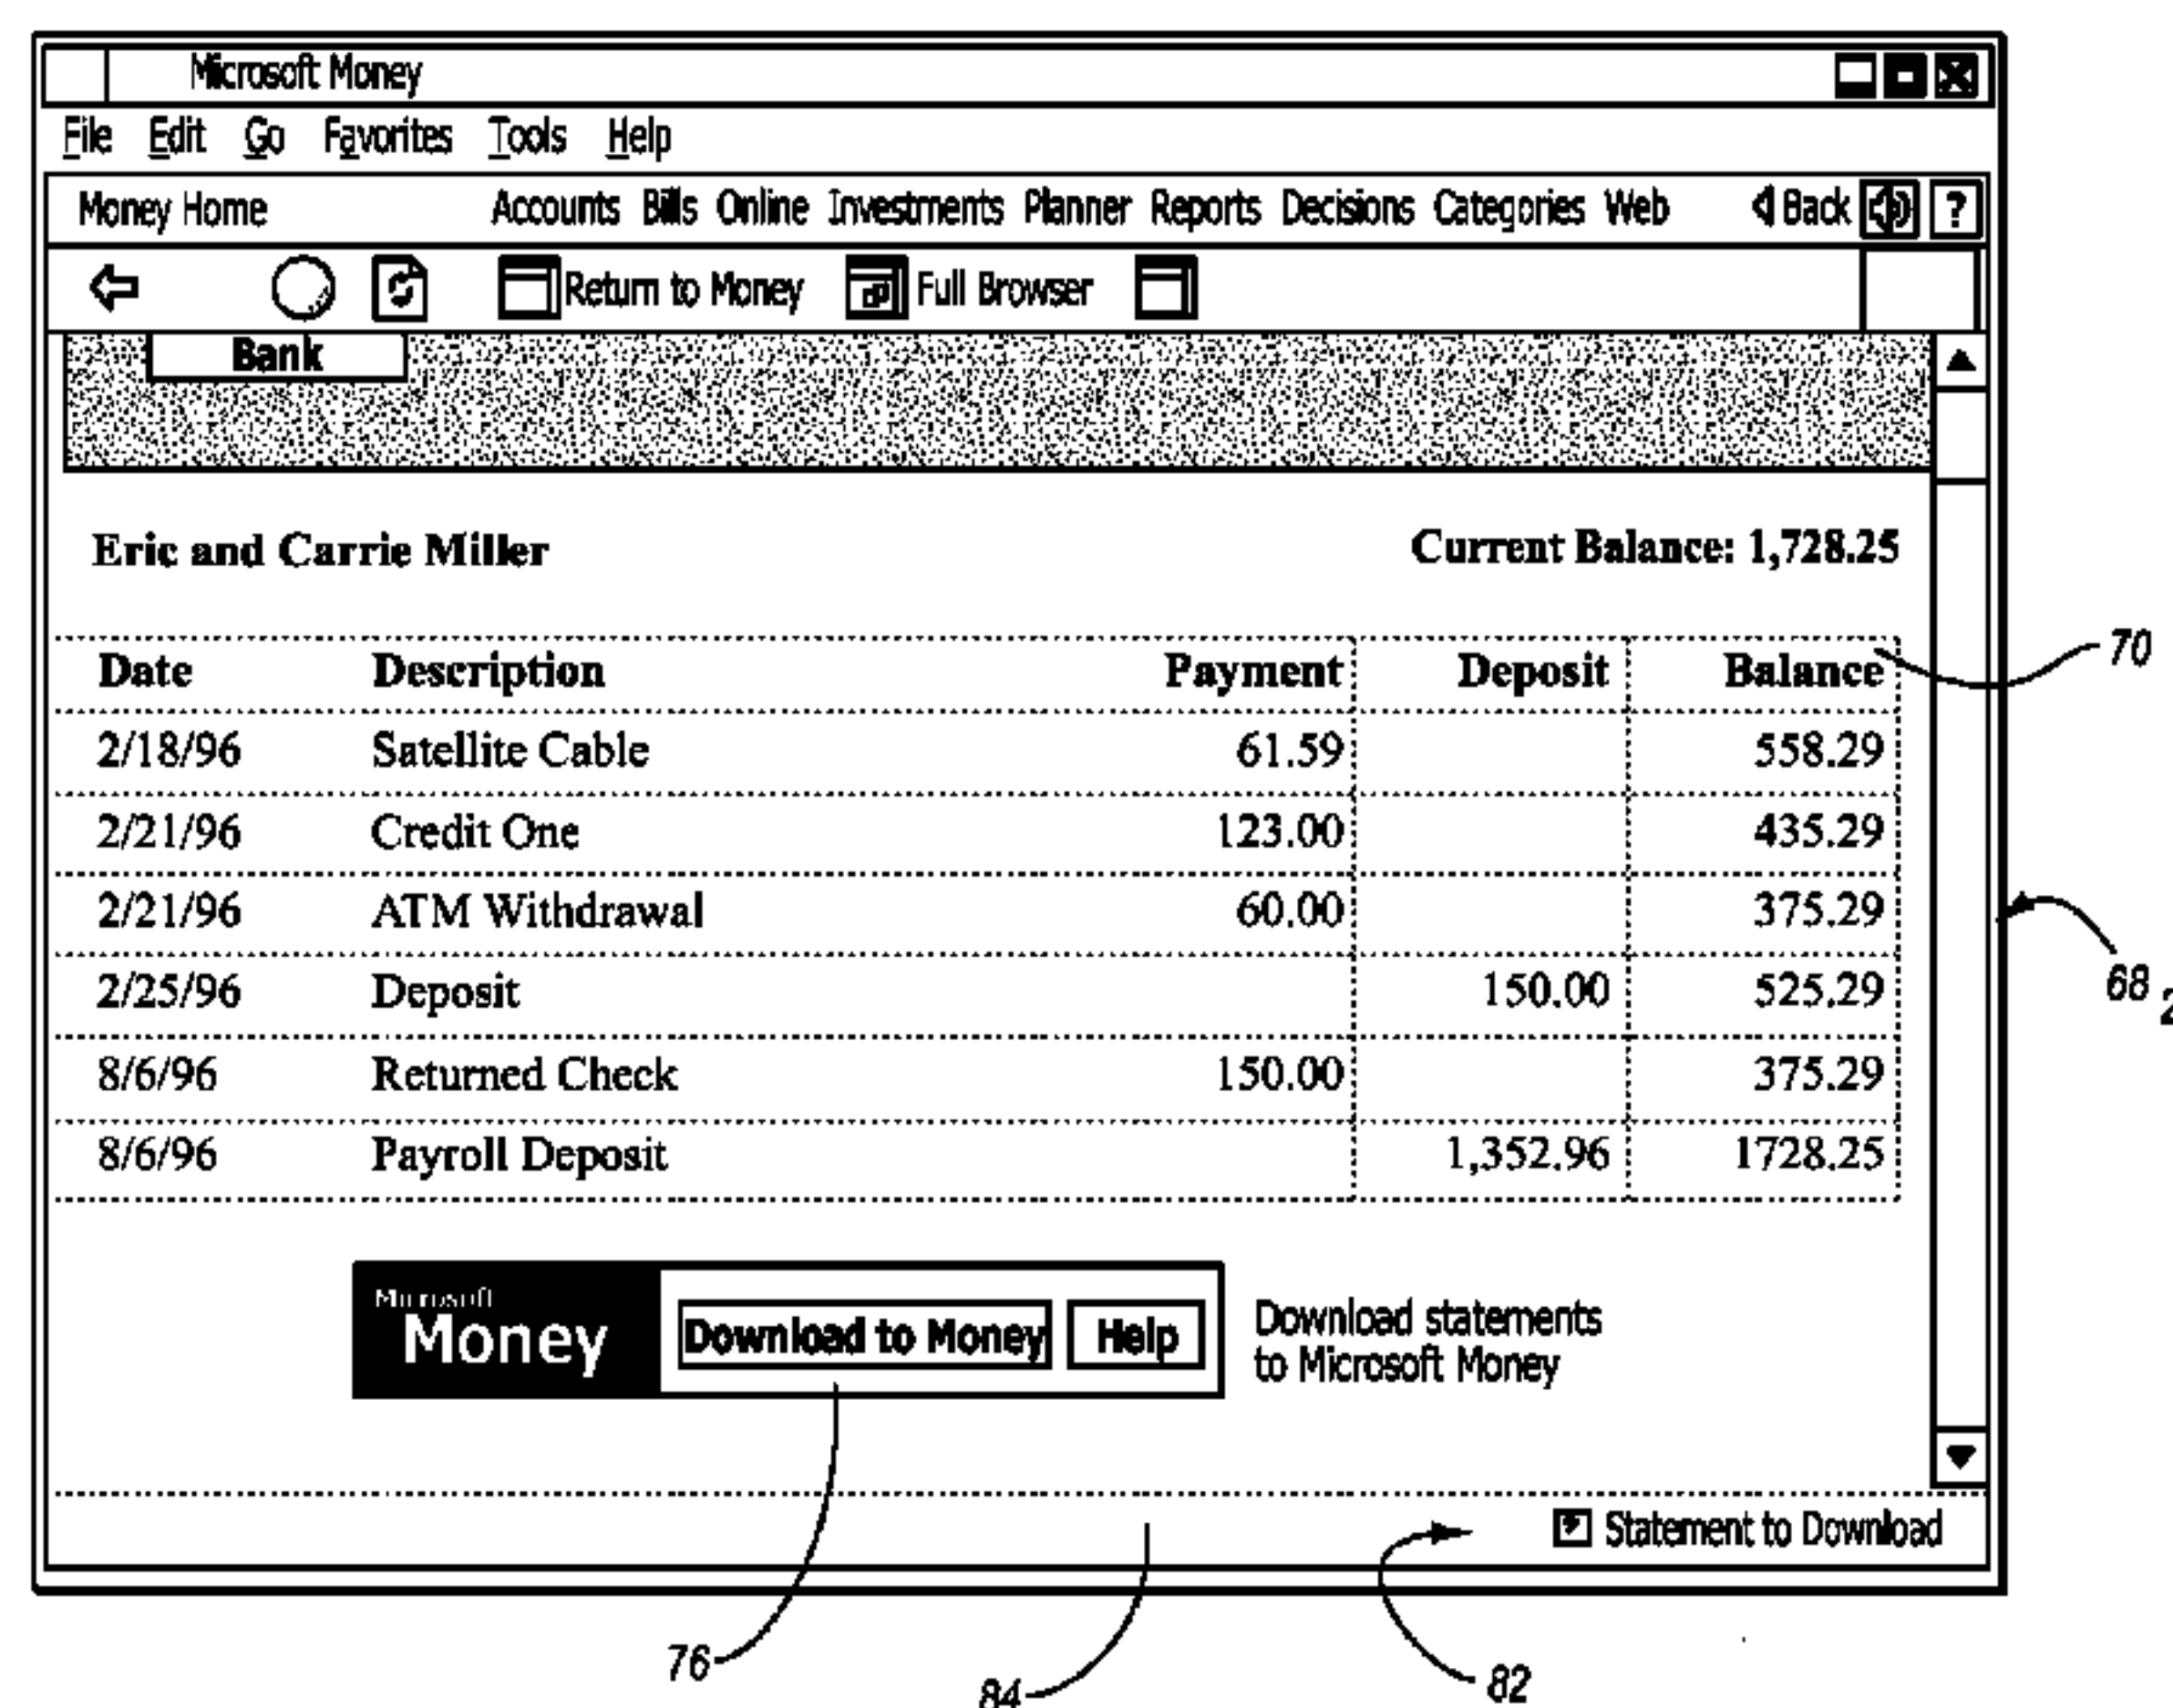 Microsoft Money
File Edit Go Favorites Tools Help
Money Home Accounts Bills Online Investments Planner Reports Decisions Categories Web Back ?
Return to Money Full Browser
Bank
Eric and Carrie Miller Current Balance: 1,728.25
70
Date Description Payment Deposit Balance
2/18/96 Satellite Cable 61.59 558.29
2/21/96 Credit One 123.00 435.29
2/21/96 ATM Withdrawal 60.00 375.29
2/25/96 Deposit 150.00 525.29
68 2
8/6/96 Returned Check 150.00 375.29
8/6/96 Payroll Deposit 1,352.96 1728.25
Microsoft
Money Download to Money Help
Download statements
to Microsoft Money
Statement to Download
76 84 82